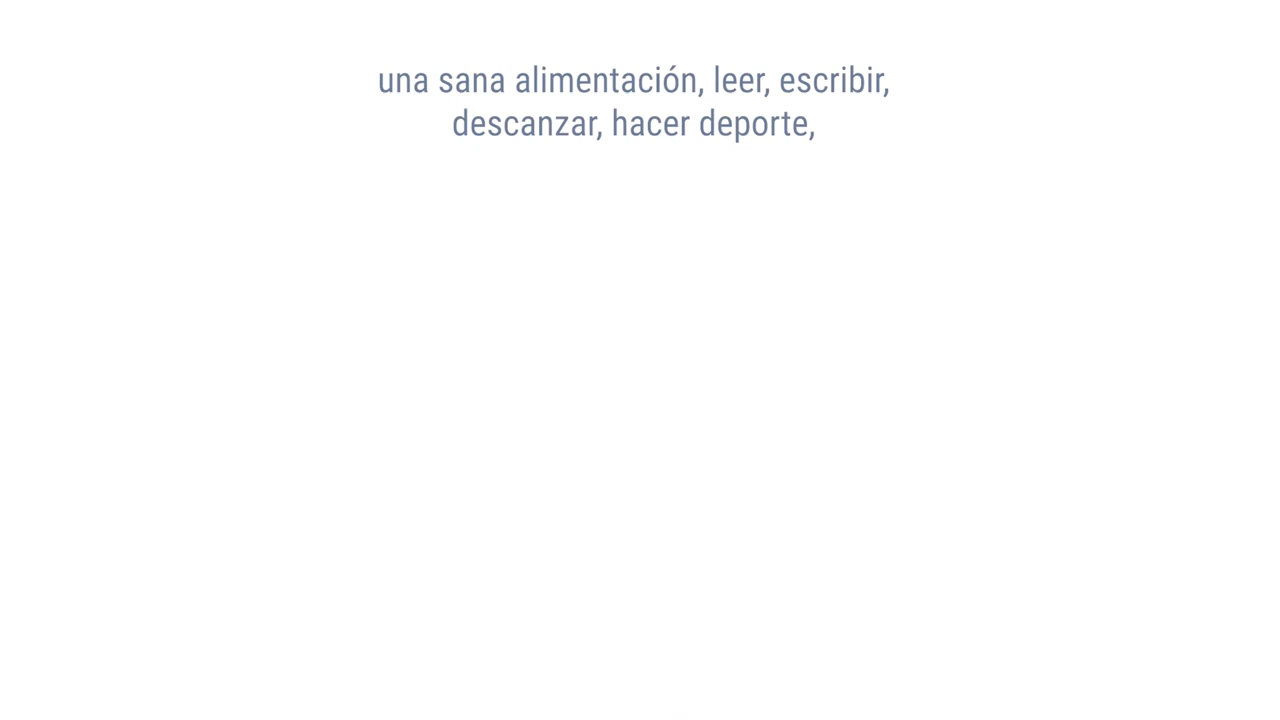 una sana alimentación, leer, escribir,
descanzar, hacer deporte,